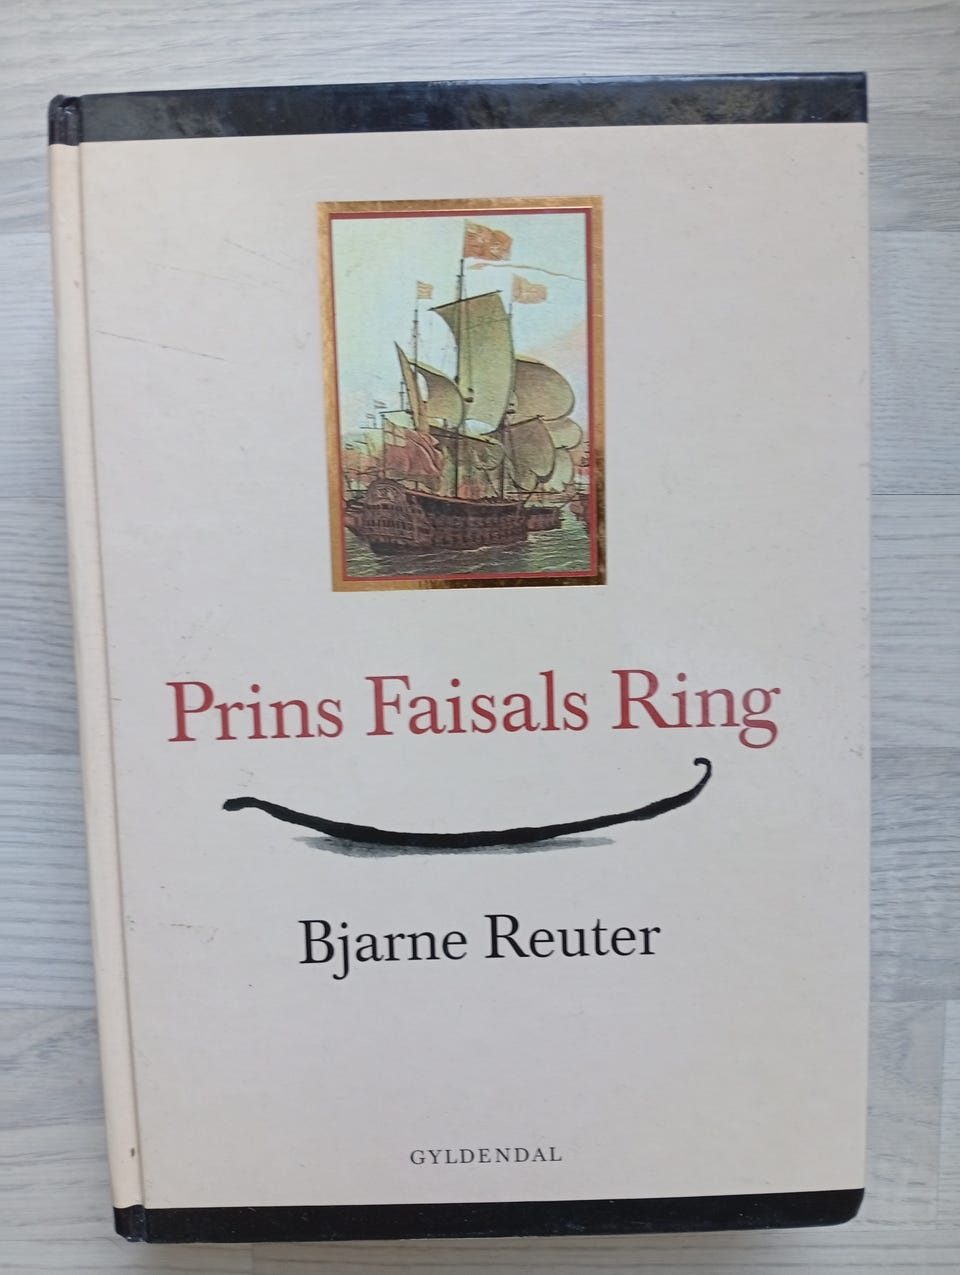 Prins Faisals Ring
Bjarne Reuter
GYLDENDAL